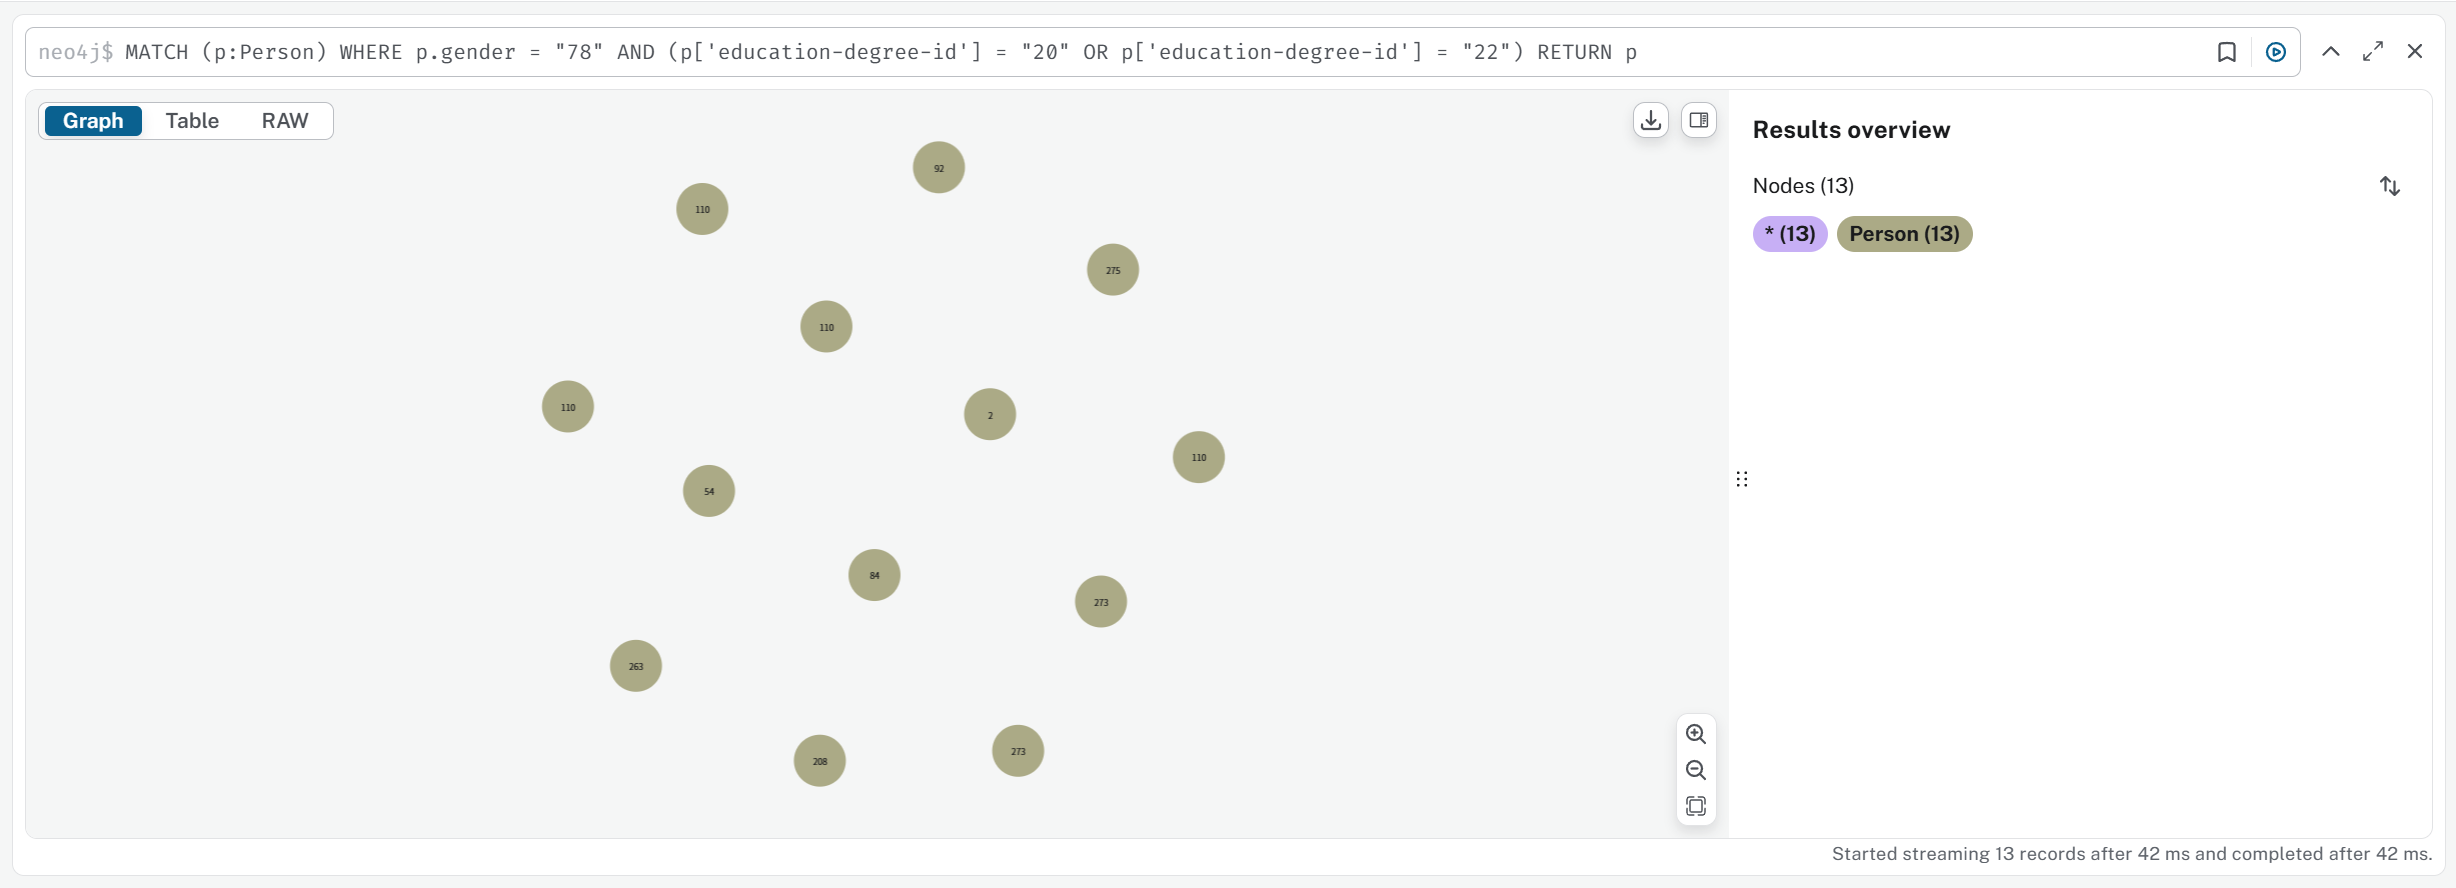 neo4j$ MATCH (p:Person) WHERE p.gender = "78" AND (p['education-degree-id'] = "20" OR p['education-degree-id'] = "22") RETURN p
Graph Table RAW
Results overview
Nodes (13)
* (13) Person (13)
92
110
275
110
110
2
110
54
84
273
263
273
208
Started streaming 13 records after 42 ms and completed after 42 ms.